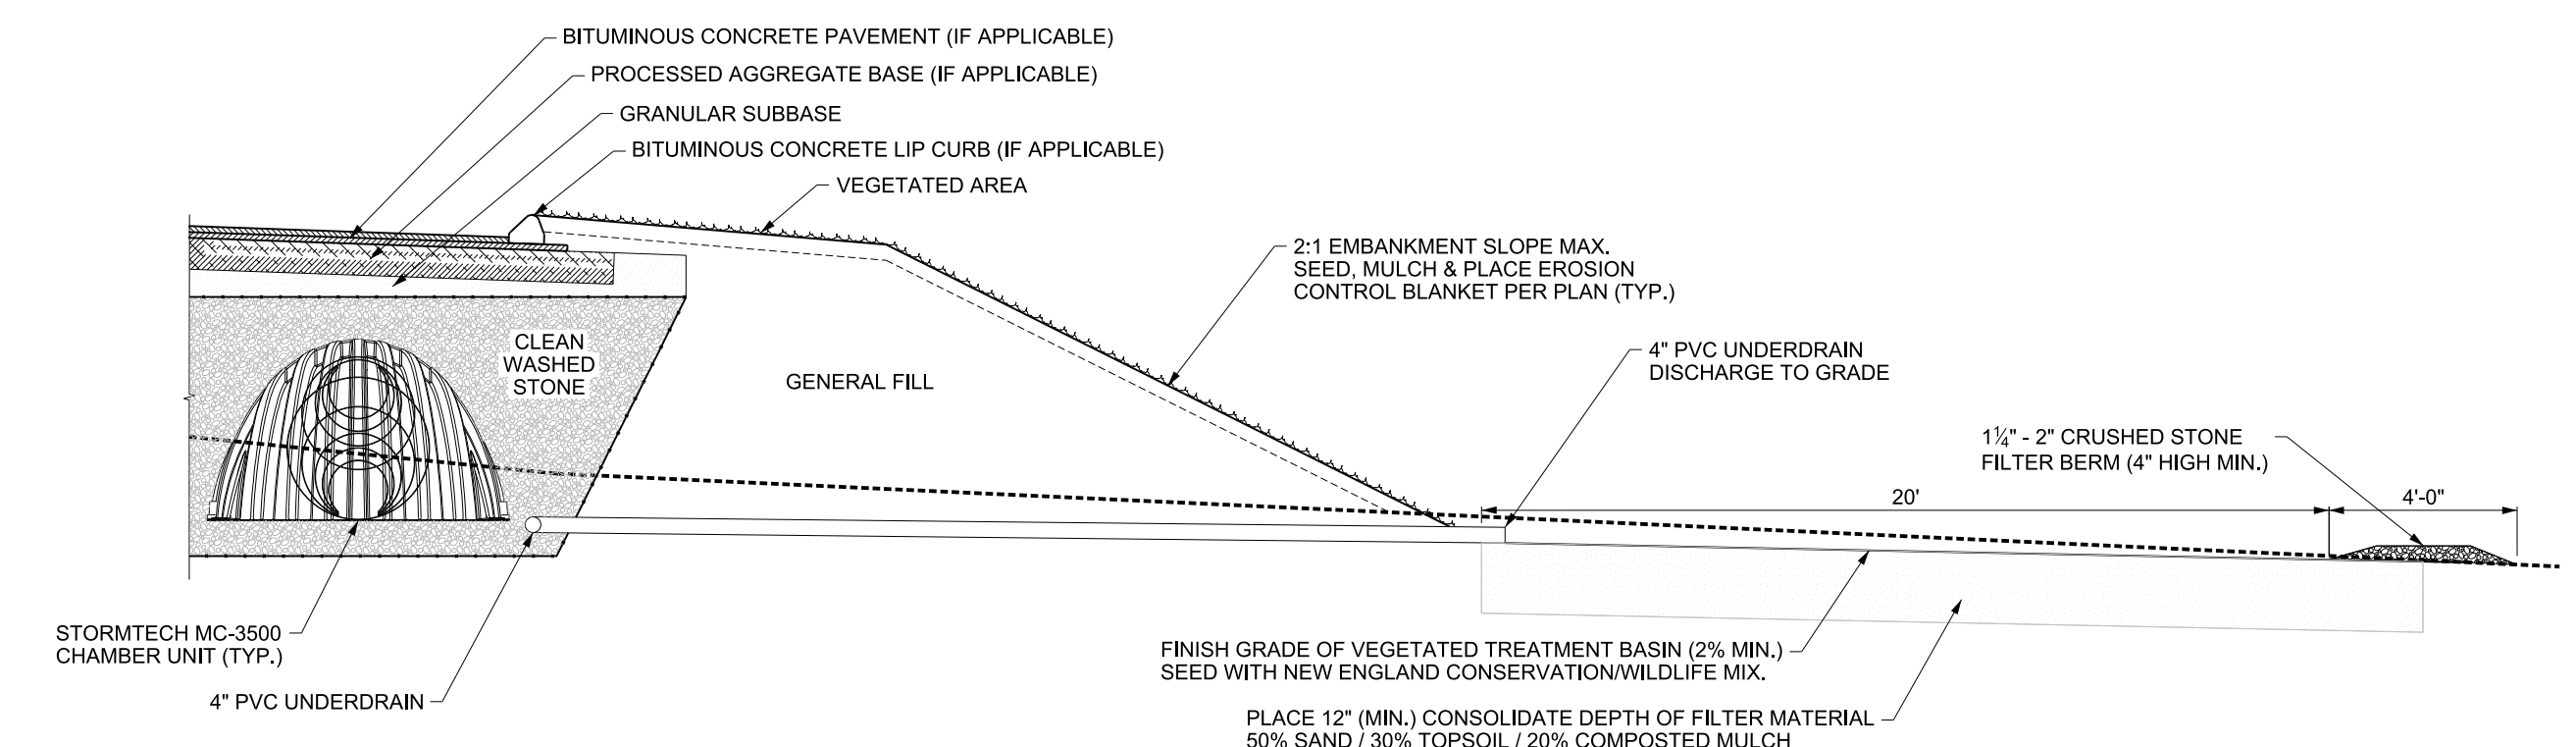 BITUMINOUS CONCRETE PAVEMENT (IF APPLICABLE)
PROCESSED AGGREGATE BASE (IF APPLICABLE)
GRANULAR SUBBASE
BITUMINOUS CONCRETE LIP CURB (IF APPLICABLE)
VEGETATED AREA
2:1 EMBANKMENT SLOPE MAX.
SEED, MULCH & PLACE EROSION
CONTROL BLANKET PER PLAN (TYP.)
CLEAN
WASHED
STONE
GENERAL FILL
4" PVC UNDERDRAIN
DISCHARGE TO GRADE
1¼" - 2" CRUSHED STONE
FILTER BERM (4" HIGH MIN.)
20'
4'-0"
STORMTECH MC-3500
CHAMBER UNIT (TYP.)
4" PVC UNDERDRAIN
FINISH GRADE OF VEGETATED TREATMENT BASIN (2% MIN.)
SEED WITH NEW ENGLAND CONSERVATION/WILDLIFE MIX.
PLACE 12" (MIN.) CONSOLIDATE DEPTH OF FILTER MATERIAL
50% SAND / 30% TOPSOIL / 20% COMPOSTED MULCH